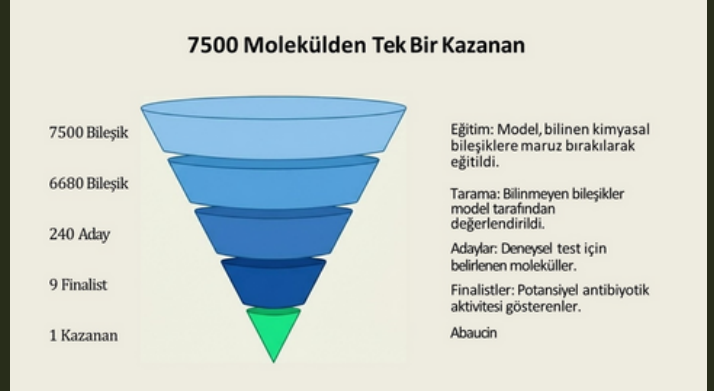 7500 Molekülden Tek Bir Kazanan
7500 Bileşik
6680 Bileşik
240 Aday
9 Finalist
1 Kazanan
Eğitim: Model, bilinen kimyasal
bileşiklere maruz bırakılarak
eğitildi.
Tarama: Bilinmeyen bileşikler
model tarafından
değerlendirildi.
Adaylar: Deneysel test için
belirlenen moleküller.
Finalistler: Potansiyel antibiyotik
aktivitesi gösterenler.
Abaucin